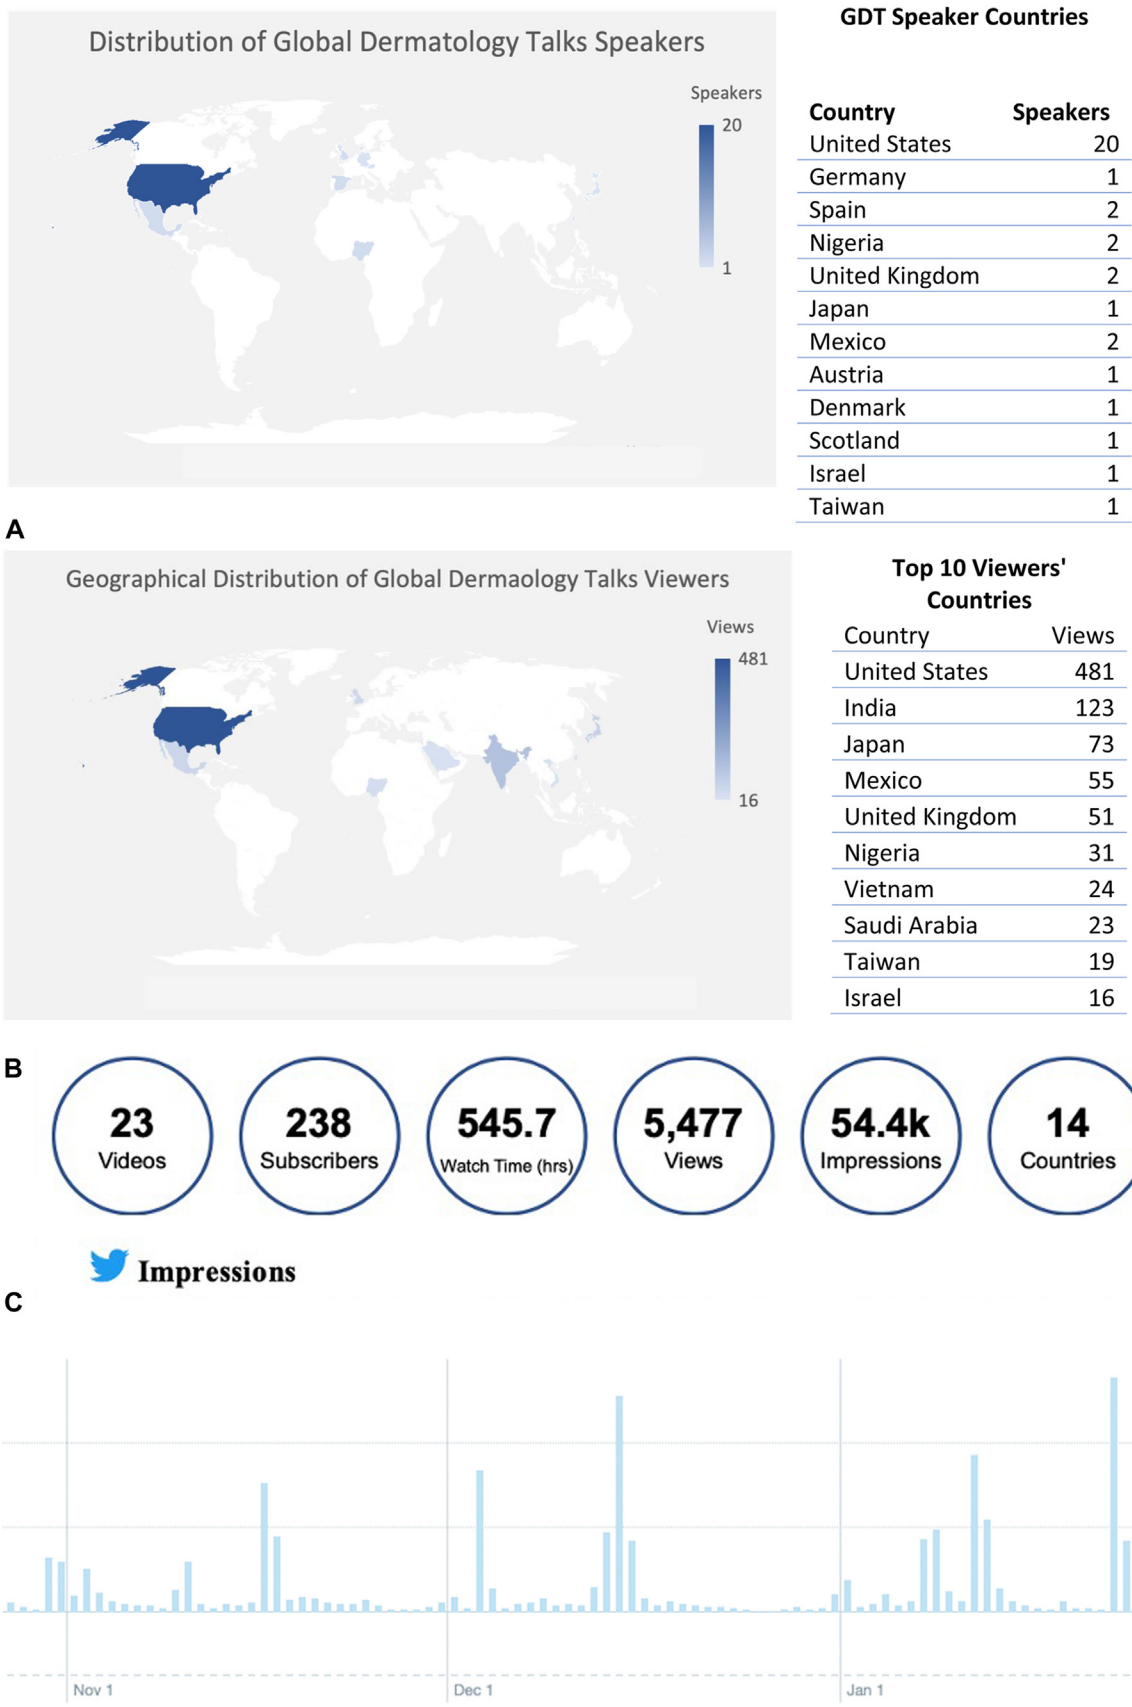 Distribution of Global Dermatology Talks Speakers
Speakers
20
1
GDT Speaker Countries
Country Speakers
United States 20
Germany 1
Spain 2
Nigeria 2
United Kingdom 2
Japan 1
Mexico 2
Austria 1
Denmark 1
Scotland 1
Israel 1
Taiwan 1
A
Geographical Distribution of Global Dermaology Talks Viewers
Views
481
16
Top 10 Viewers'
Countries
Country Views
United States 481
India 123
Japan 73
Mexico 55
United Kingdom 51
Nigeria 31
Vietnam 24
Saudi Arabia 23
Taiwan 19
Israel 16
B
23
Videos
238
Subscribers
545.7
Watch Time (hrs)
5,477
Views
54.4k
Impressions
14
Countries
Impressions
C
Nov 1
Dec 1
Jan 1